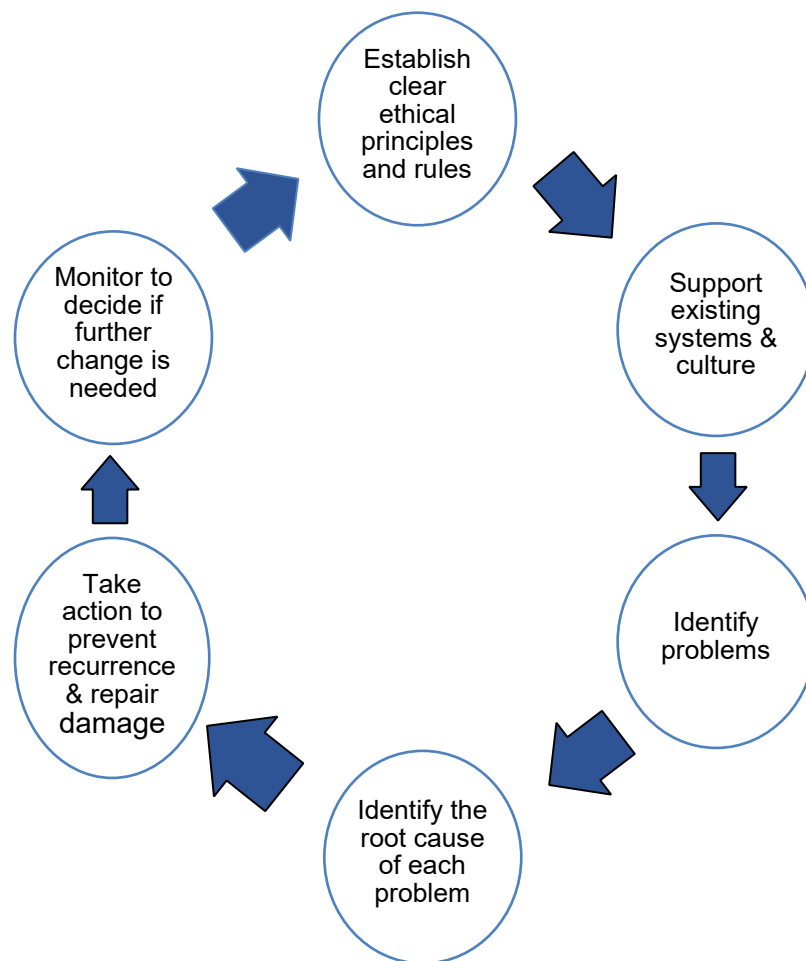 Establish
clear
ethical
principles
and rules
Support
existing
systems &
culture
Identify
problems
Identify the
root cause
of each
problem
Take
action to
prevent
recurrence
& repair
damage
Monitor to
decide if
further
change is
needed